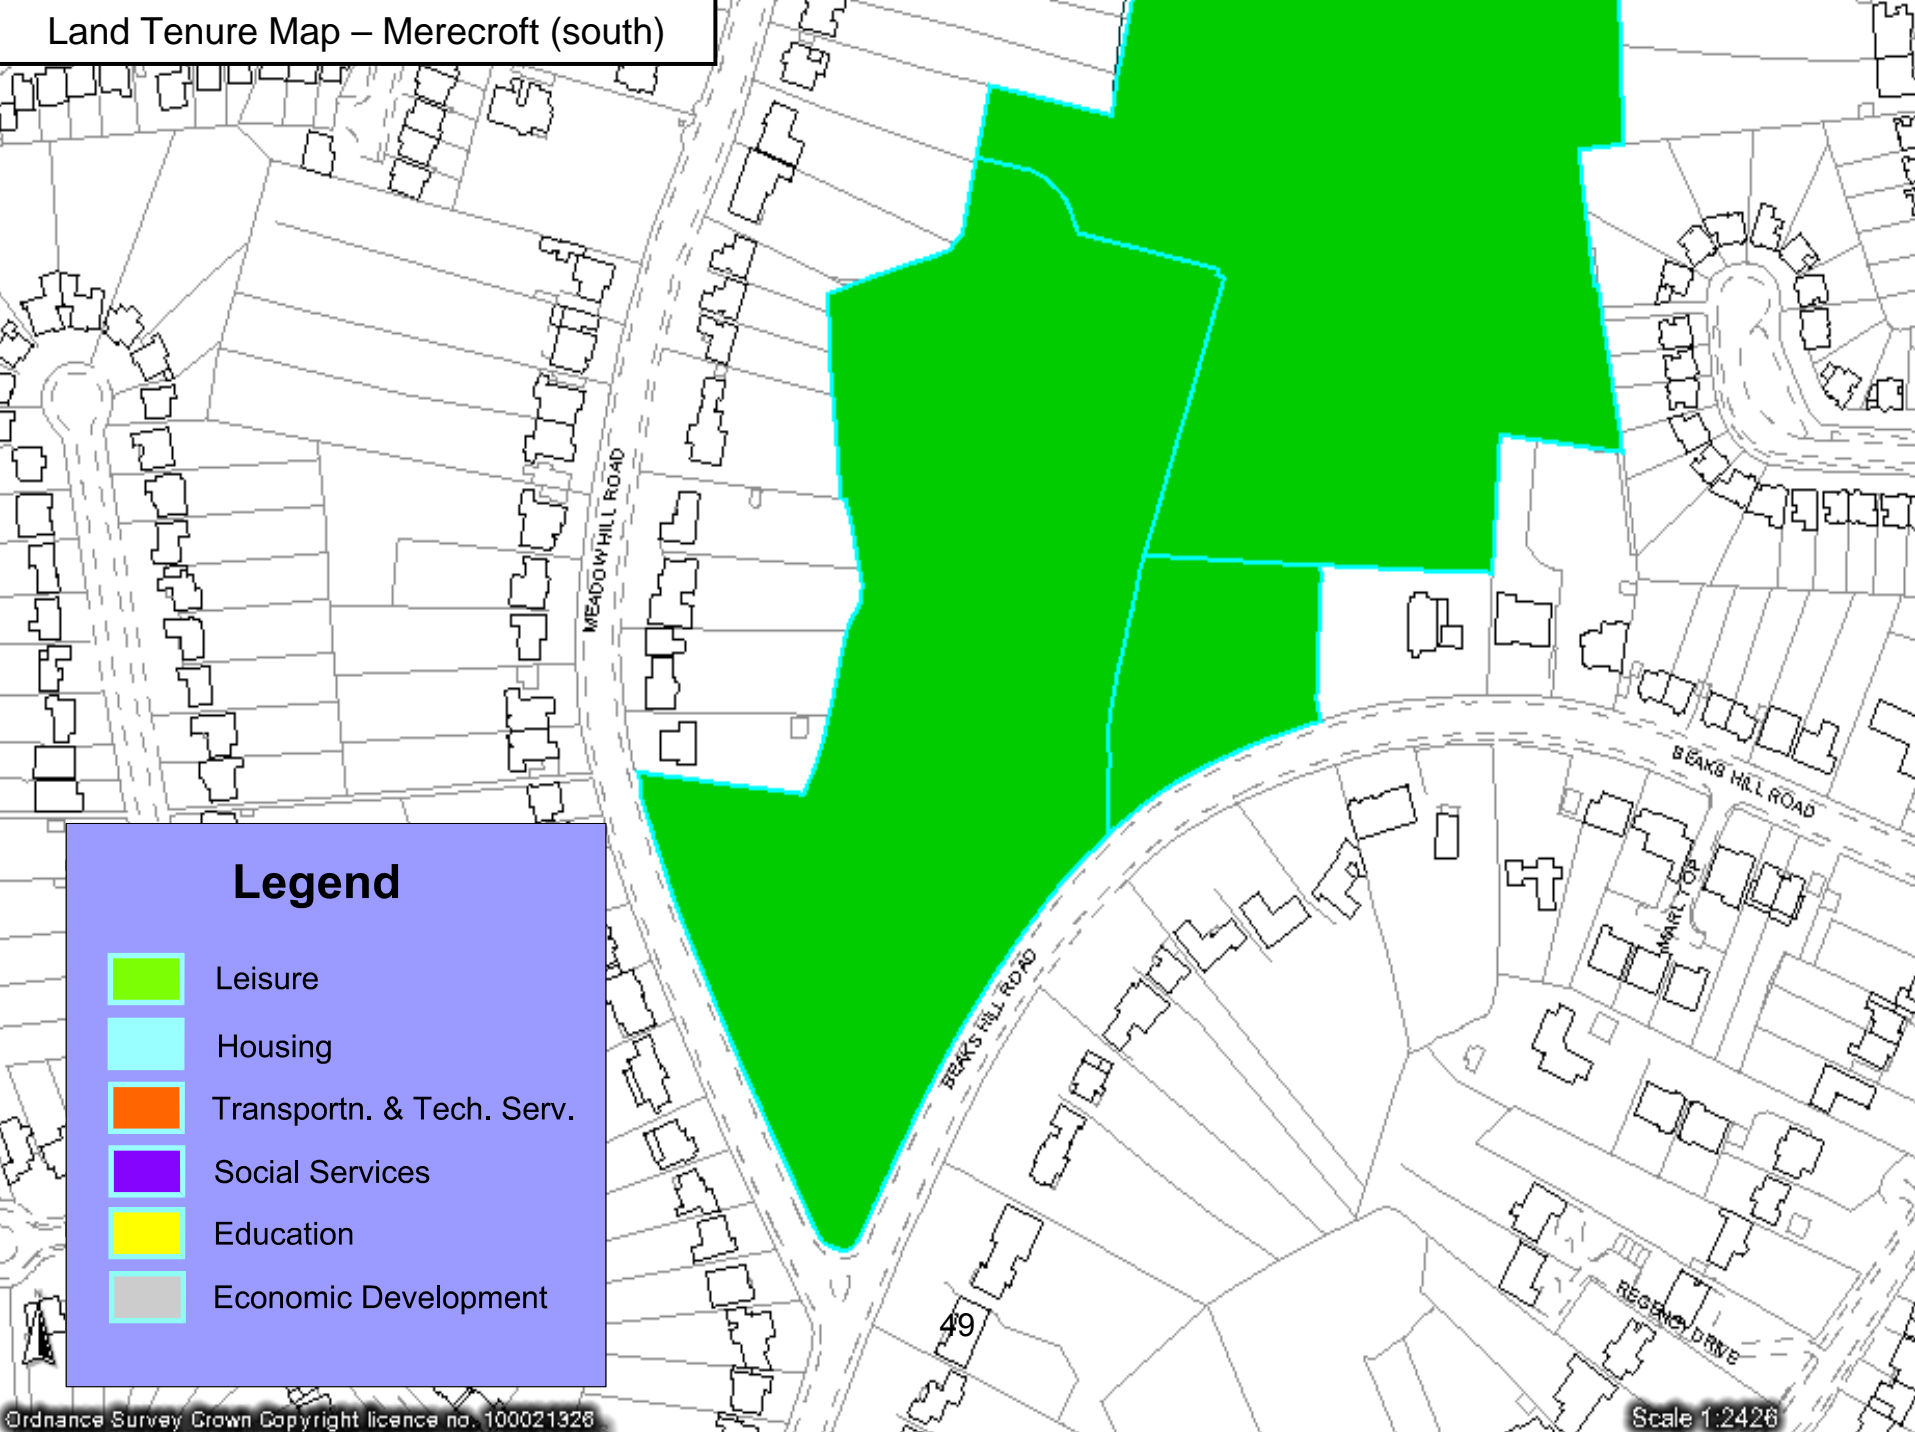 Land Tenure Map – Merecroft (south)
MEADOW HILL ROAD
BEAKS HILL ROAD
MARL TOP
BEAKS HILL ROAD
Legend
Leisure
Housing
Transportn. & Tech. Serv.
Social Services
Education
Economic Development
REGENCY DRIVE
N
49
Ordnance Survey Crown Copyright licence no. 100021326
Scale 1:2426